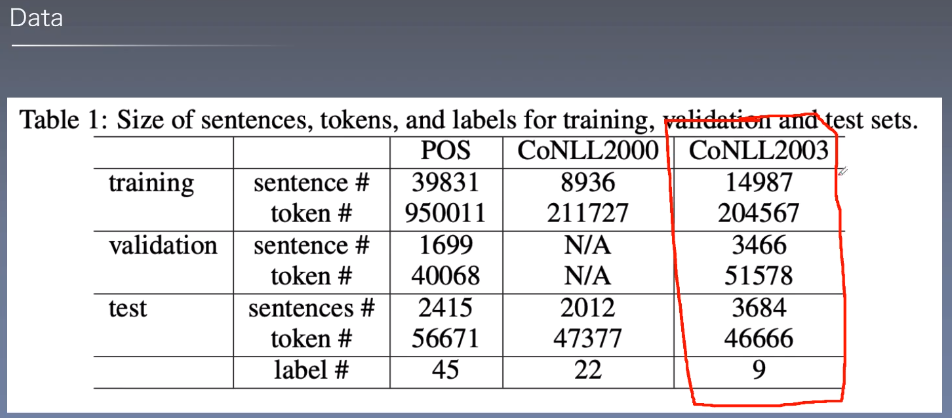 Data
Table 1: Size of sentences, tokens, and labels for training, validation and test sets.
POS CoNLL2000 CoNLL2003
training sentence # 39831 8936 14987
token # 950011 211727 204567
validation sentence # 1699 N/A 3466
token # 40068 N/A 51578
test sentences # 2415 2012 3684
token # 56671 47377 46666
label # 45 22 9